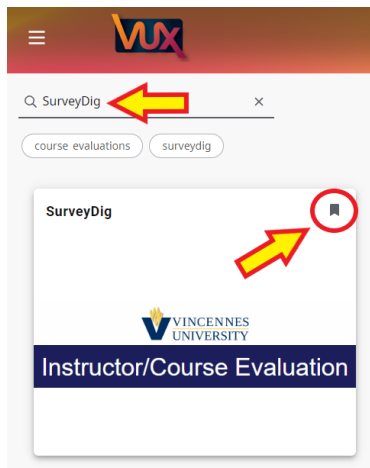 VUX
SurveyDig
course evaluations surveydig
SurveyDig
VINCENNES
UNIVERSITY
Instructor/Course Evaluation